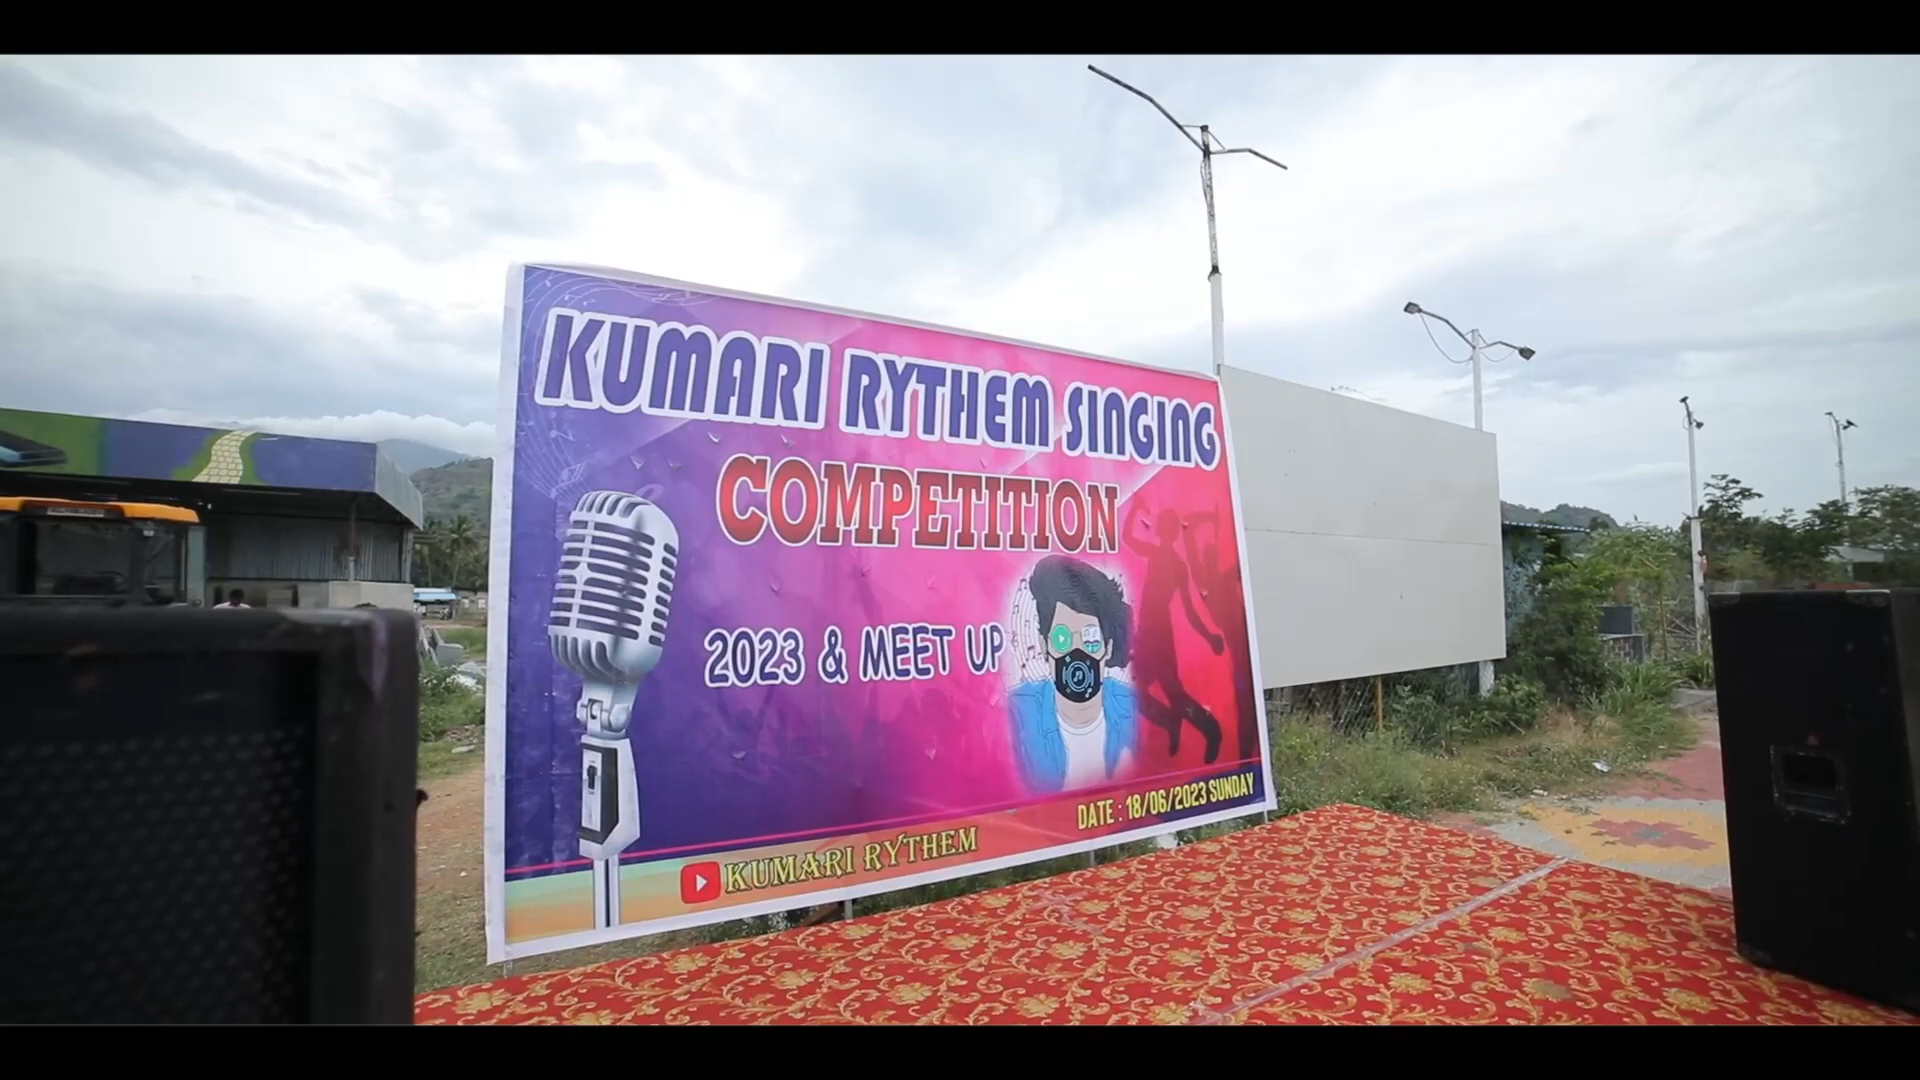 KUMARI RYTHEM SINGING
COMPETITION
2023 & MEET UP
DATE : 18/06/2023 SUNDAY
KUMARI RYTHEM